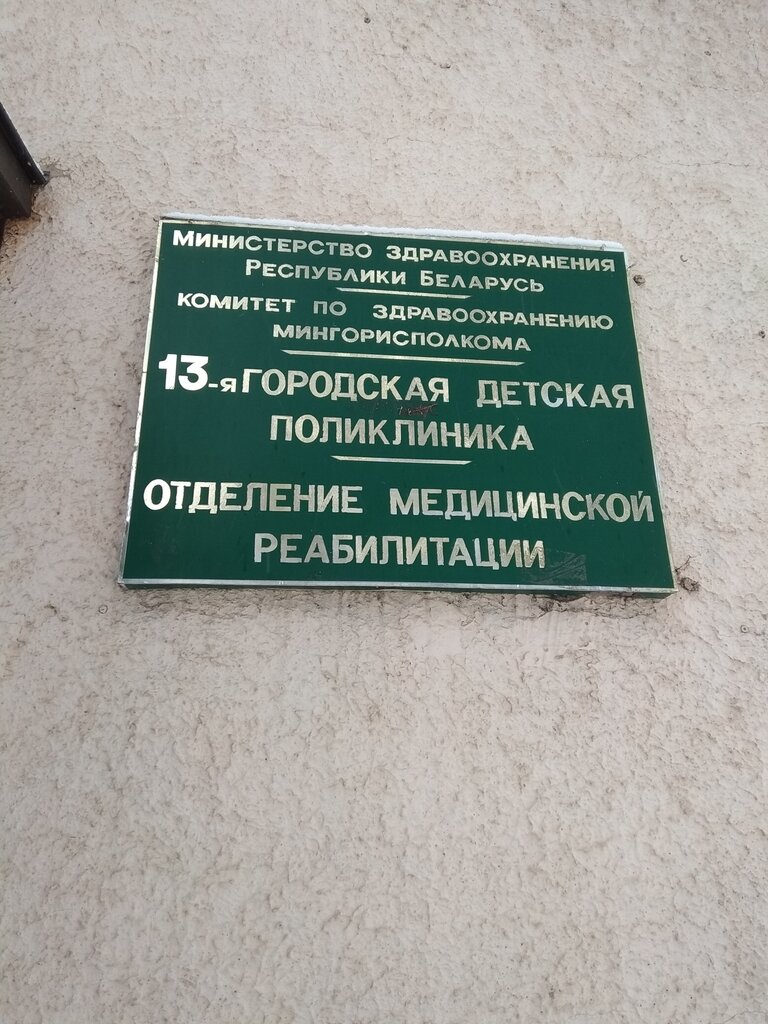 МИНИСТЕРСТВО ЗДРАВООХРАНЕНИЯ
РЕСПУБЛИКИ БЕЛАРУСЬ
КОМИТЕТ ПО ЗДРАВООХРАНЕНИЮ
МИНГОРИСПОЛКОМА
13-я ГОРОДСКАЯ ДЕТСКАЯ
ПОЛИКЛИНИКА
ОТДЕЛЕНИЕ МЕДИЦИНСКОЙ
РЕАБИЛИТАЦИИ